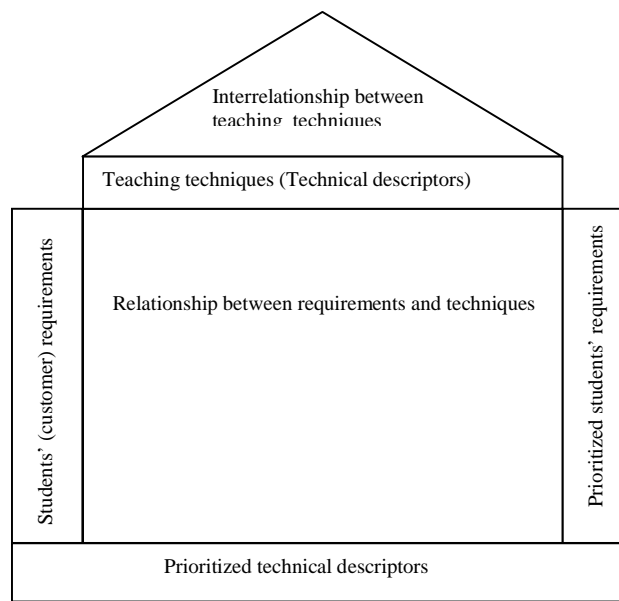 Interrelationship between
teaching techniques
Teaching techniques (Technical descriptors)
Students’ (customer) requirements
Relationship between requirements and techniques
Prioritized students’ requirements
Prioritized technical descriptors